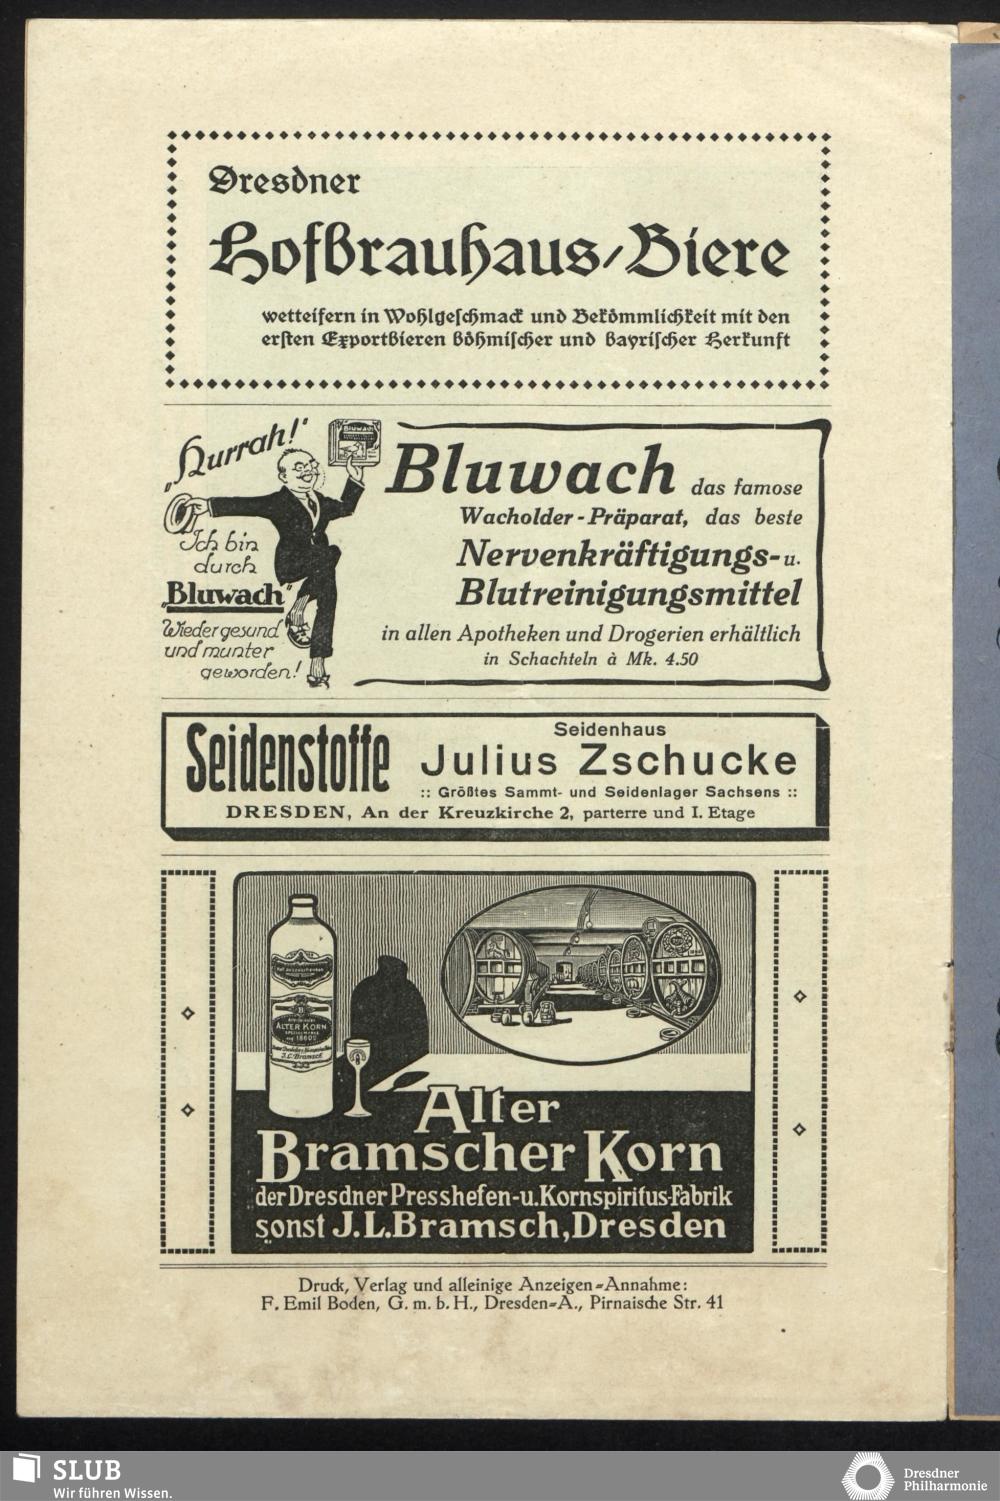 Dresdner
Hofbrauhaus-Biere
wetteifern in Wohlgeschmack und Bekömmlichkeit mit den
ersten Exportbieren böhmischer und bayrischer Herkunft
„Hurrah!"
Ich bin
durch
„Bluwach"
Wieder gesund
und munter
geworden!
BLUWACH
Bluwach das famose
Wacholder-Präparat, das beste
Nervenkräftigungs- u.
Blutreinigungsmittel
in allen Apotheken und Drogerien erhältlich
in Schachteln à Mk. 4.50
Seidenstoffe
Seidenhaus
Julius Zschucke
:: Größtes Sammt- und Seidenlager Sachsens ::
DRESDEN, An der Kreuzkirche 2, parterre und I. Etage
ALTER KORN
J.L. Bramsch
Alter
Bramscher Korn
der Dresdner Presshefen- u. Kornspiritus-Fabrik
sonst J. L. Bramsch, Dresden
Druck, Verlag und alleinige Anzeigen-Annahme:
F. Emil Boden, G. m. b. H., Dresden-A., Pirnaische Str. 41
SLUB
Wir führen Wissen.
Dresdner
Philharmonie